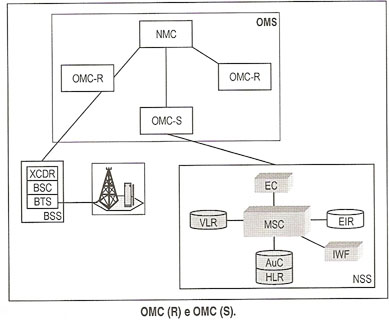 OMS
NMC
OMC-R
OMC-R
OMC-S
XCDR
BSC
BTS
BSS
EC
VLR
MSC
EIR
IWF
AuC
HLR
NSS
OMC (R) e OMC (S).